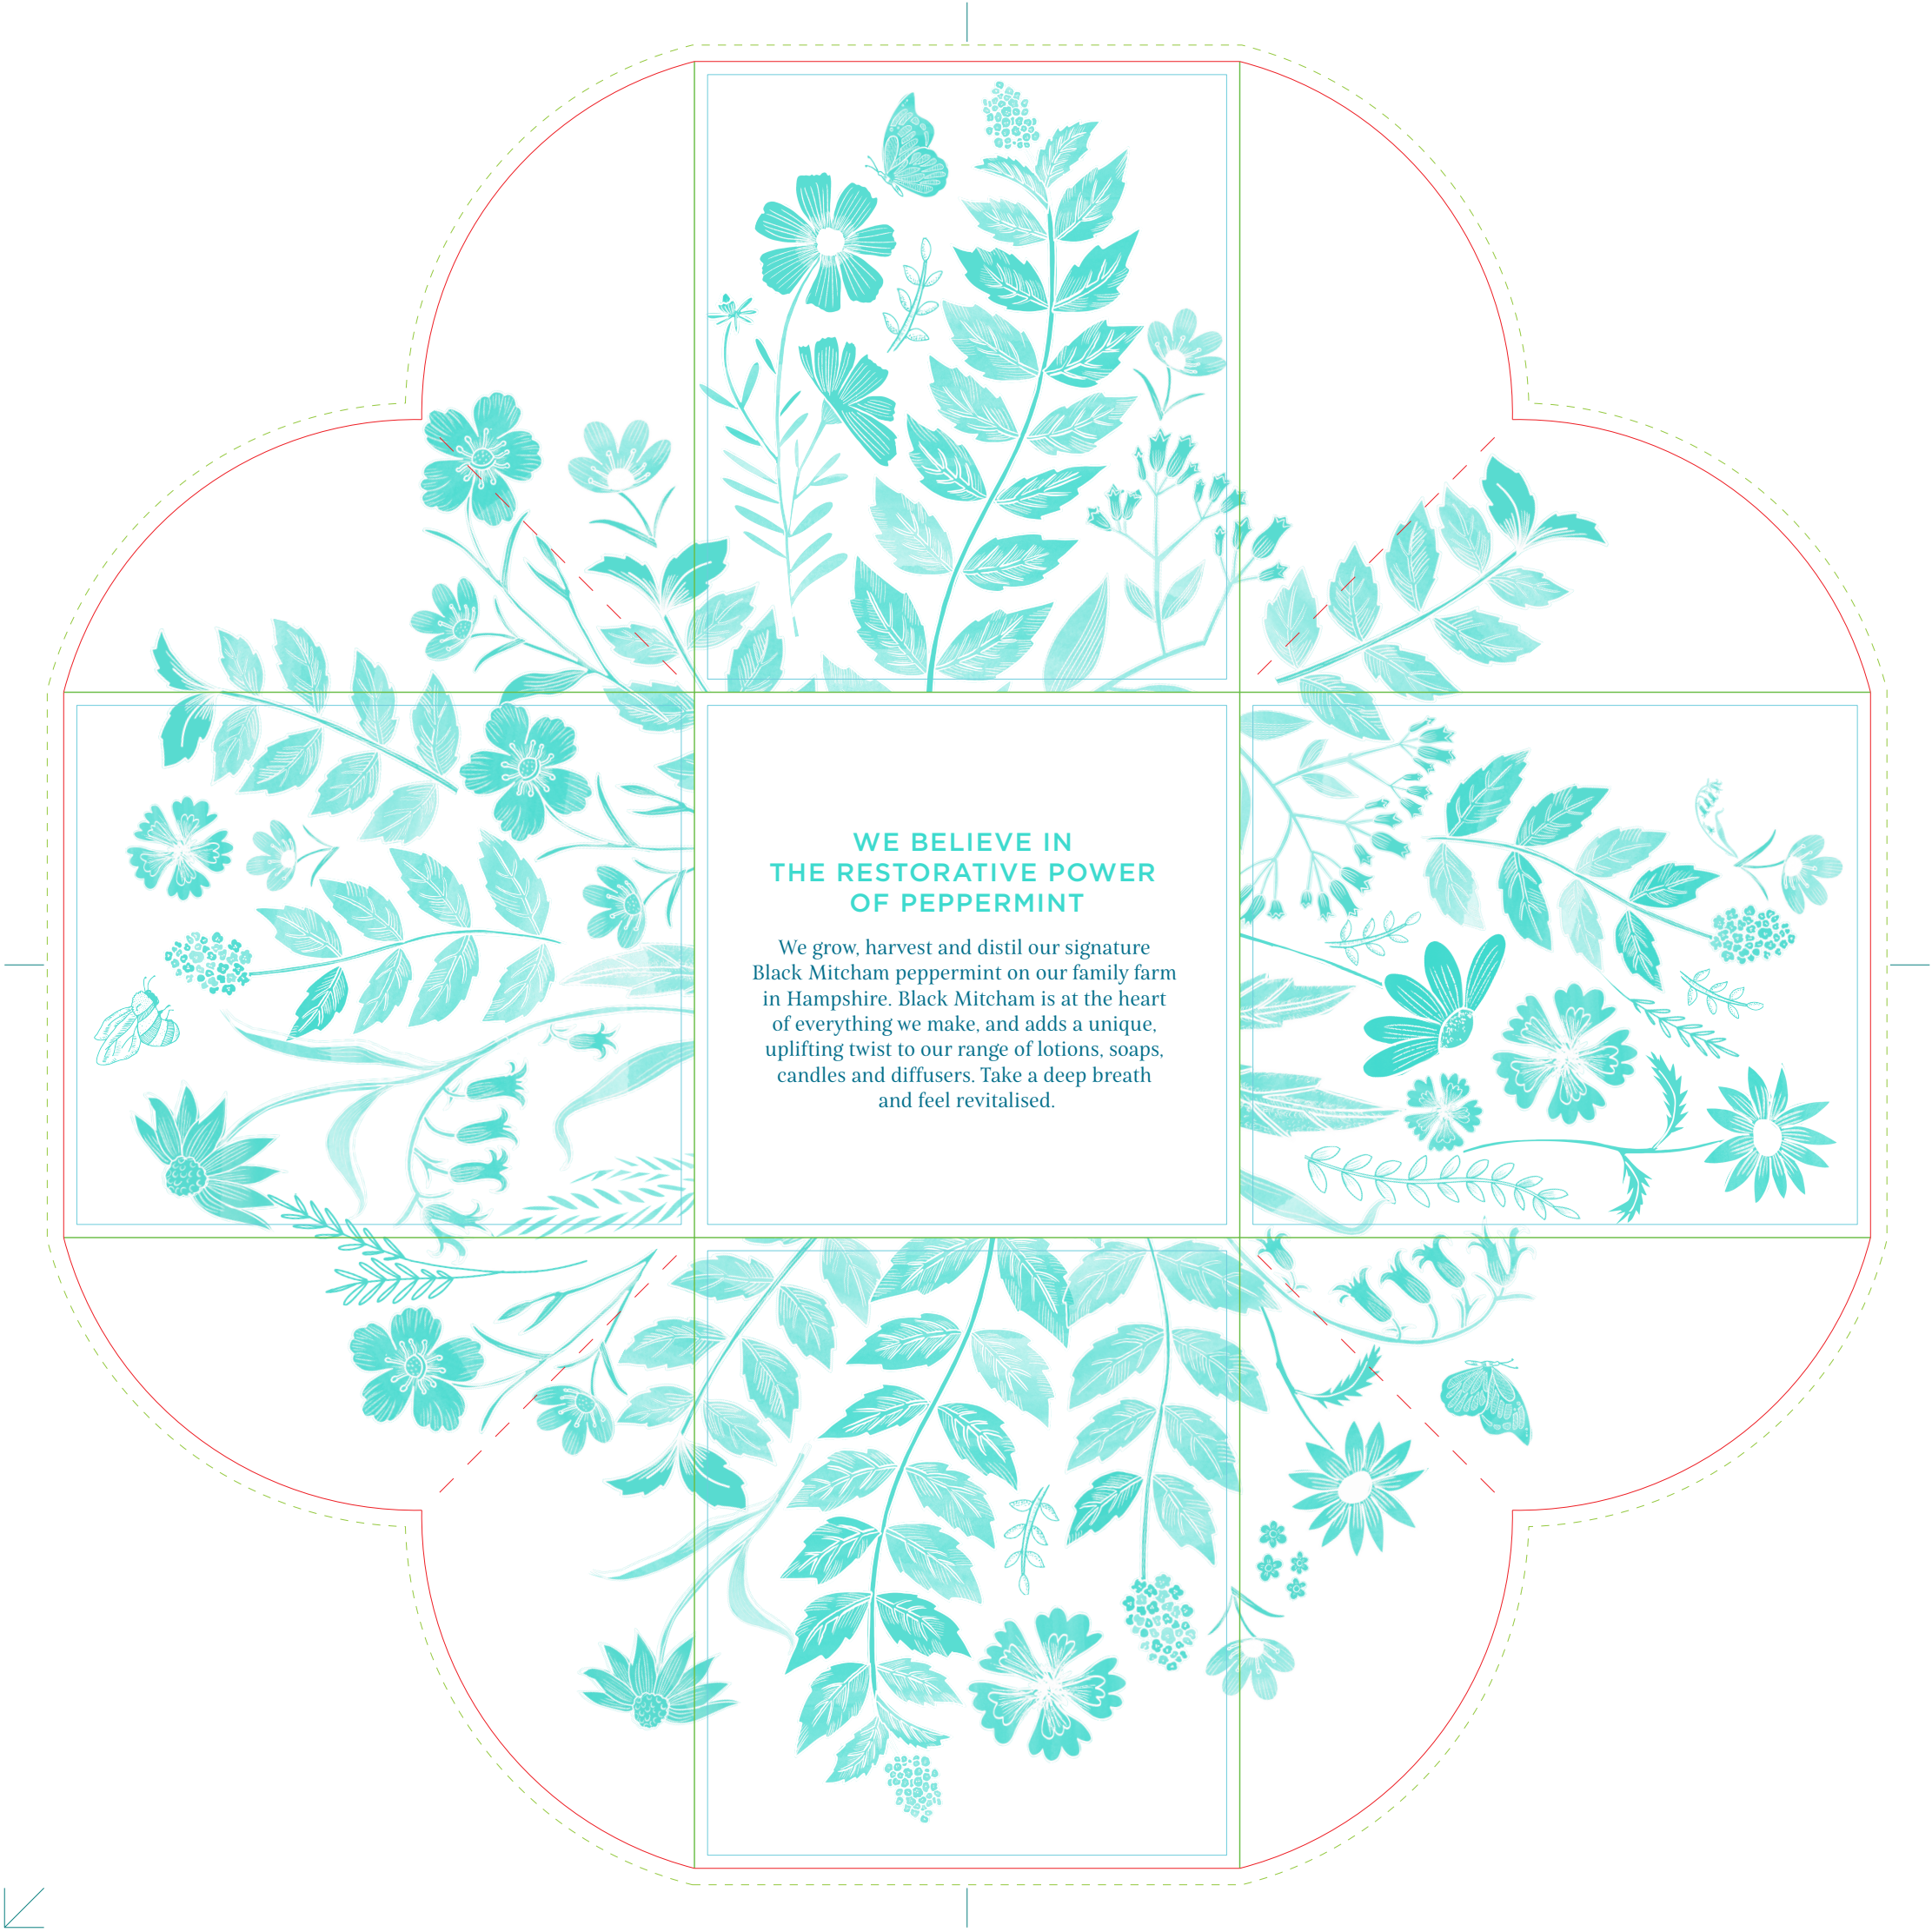 WE BELIEVE IN
THE RESTORATIVE POWER
OF PEPPERMINT
We grow, harvest and distil our signature
Black Mitcham peppermint on our family farm
in Hampshire. Black Mitcham is at the heart
of everything we make, and adds a unique,
uplifting twist to our range of lotions, soaps,
candles and diffusers. Take a deep breath
and feel revitalised.